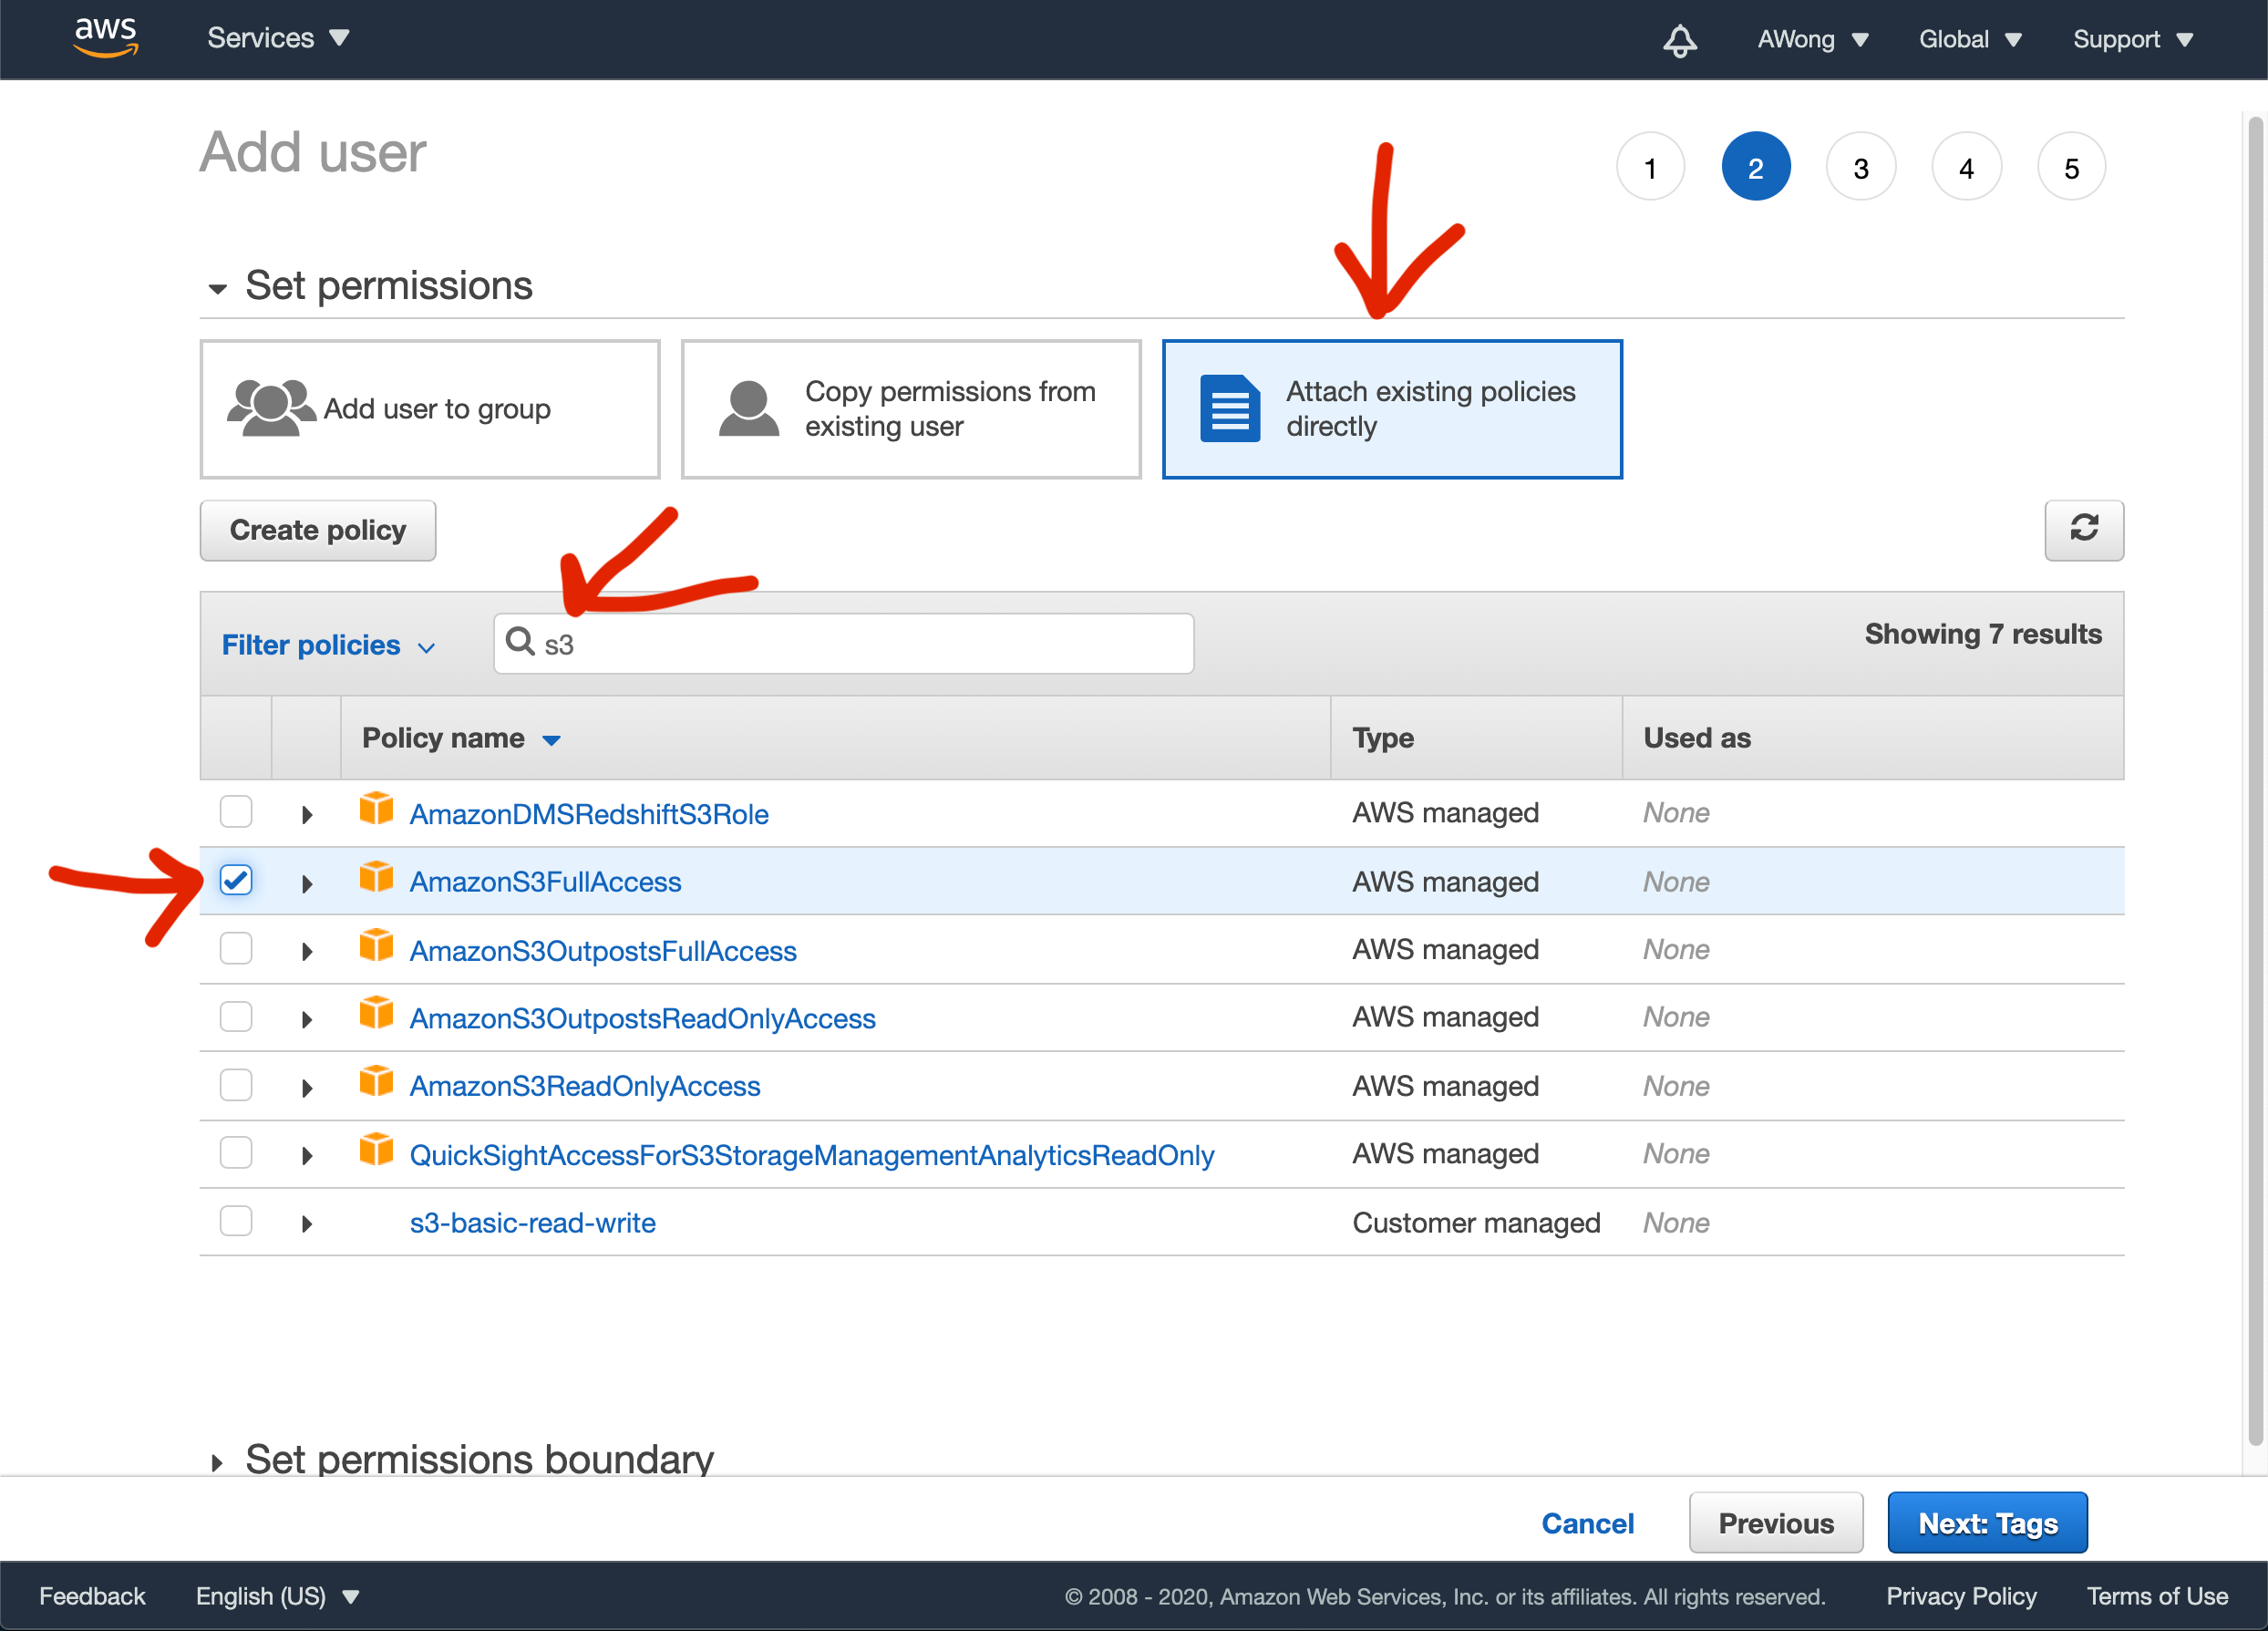 aws
Services
AWong
Global
Support
Add user
1
2
3
4
5
Set permissions
Add user to group
Copy permissions from
existing user
Attach existing policies
directly
Create policy
Filter policies
s3
Showing 7 results
Policy name
Type
Used as
AmazonDMSRedshiftS3Role AWS managed None
AmazonS3FullAccess AWS managed None
AmazonS3OutpostsFullAccess AWS managed None
AmazonS3OutpostsReadOnlyAccess AWS managed None
AmazonS3ReadOnlyAccess AWS managed None
QuickSightAccessForS3StorageManagementAnalyticsReadOnly AWS managed None
s3-basic-read-write Customer managed None
Set permissions boundary
Cancel
Previous
Next: Tags
Feedback
English (US)
© 2008 - 2020, Amazon Web Services, Inc. or its affiliates. All rights reserved.
Privacy Policy
Terms of Use